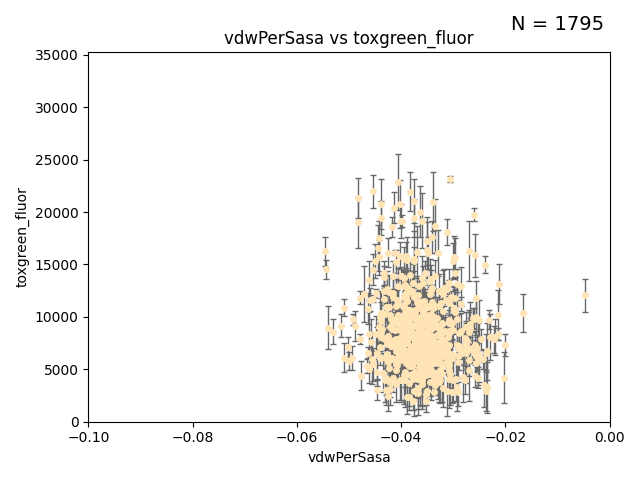 N = 1795
vdwPerSasa vs toxgreen_fluor
35000
30000
25000
20000
15000
10000
5000
0
toxgreen_fluor
−0.10 −0.08 −0.06 −0.04 −0.02 0.00
vdwPerSasa